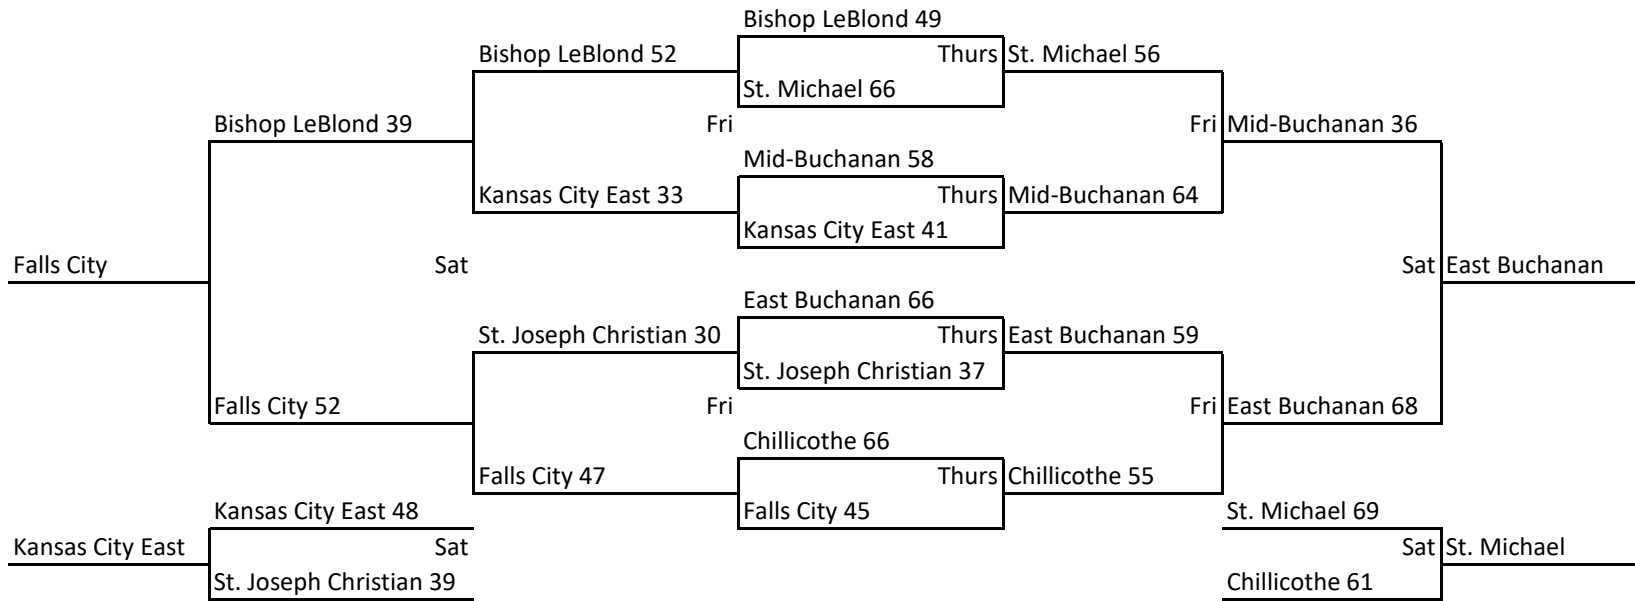 Bishop LeBlond 49
Bishop LeBlond 52
Thurs St. Michael 56
St. Michael 66
Bishop LeBlond 39
Fri
Fri Mid-Buchanan 36
Mid-Buchanan 58
Kansas City East 33
Thurs Mid-Buchanan 64
Kansas City East 41
Falls City
Sat
Sat East Buchanan
East Buchanan 66
St. Joseph Christian 30
Thurs East Buchanan 59
St. Joseph Christian 37
Falls City 52
Fri
Fri East Buchanan 68
Chillicothe 66
Falls City 47
Thurs Chillicothe 55
Falls City 45
Kansas City East 48
St. Michael 69
Kansas City East
Sat
Sat St. Michael
St. Joseph Christian 39
Chillicothe 61